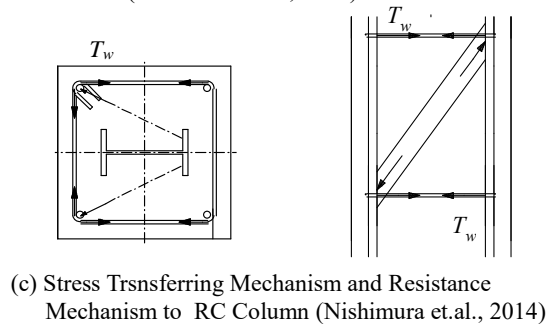 T_w
T_w
T_w
(c) Stress Trsnsferring Mechanism and Resistance
Mechanism to RC Column (Nishimura et.al., 2014)